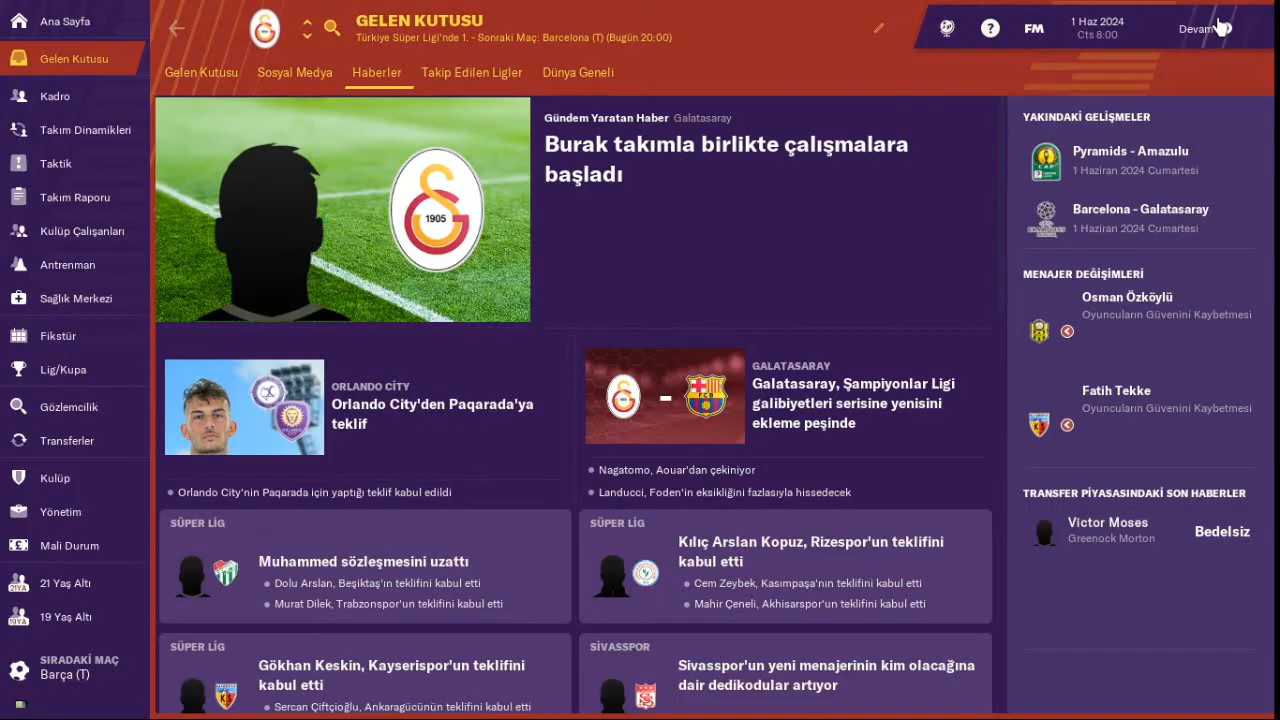 Ana Sayfa
Gelen Kutusu
Kadro
Takım Dinamikleri
Taktik
Takım Raporu
Kulüp Çalışanları
Antrenman
Sağlık Merkezi
Fikstür
Lig/Kupa
Gözlemcilik
Transferler
Kulüp
Yönetim
Mali Durum
21YA
21 Yaş Altı
19YA
19 Yaş Altı
SIRADAKİ MAÇ
Barça (T)
GELEN KUTUSU
Türkiye Süper Ligi'nde 1. - Sonraki Maç: Barcelona (T) (Bugün 20:00)
FM
1 Haz 2024
Cts 8:00
Devam
Gelen Kutusu
Sosyal Medya
Haberler
Takip Edilen Ligler
Dünya Geneli
1905
Gündem Yaratan Haber Galatasaray
Burak takımla birlikte çalışmalara
başladı
ORLANDO CİTY
Orlando City'den Paqarada'ya
teklif
Orlando City'nin Paqarada için yaptığı teklif kabul edildi
GALATASARAY
Galatasaray, Şampiyonlar Ligi
galibiyetleri serisine yenisini
ekleme peşinde
Nagatomo, Aouar'dan çekiniyor
Landucci, Foden'in eksikliğini fazlasıyla hissedecek
SÜPER LİG
Muhammed sözleşmesini uzattı
Dolu Arslan, Beşiktaş'ın teklifini kabul etti
Murat Dilek, Trabzonspor'un teklifini kabul etti
SÜPER LİG
Kılıç Arslan Kopuz, Rizespor'un teklifini
kabul etti
Cem Zeybek, Kasımpaşa'nın teklifini kabul etti
Mahir Çeneli, Akhisarspor'un teklifini kabul etti
SÜPER LİG
Gökhan Keskin, Kayserispor'un teklifini
kabul etti
Sercan Çiftçioğlu, Ankaragücünün teklifini kabul etti
SİVASSPOR
Sivasspor'un yeni menajerinin kim olacağına
dair dedikodular artıyor
YAKINDAKİ GELİŞMELER
Pyramids - Amazulu
1 Haziran 2024 Cumartesi
Barcelona - Galatasaray
1 Haziran 2024 Cumartesi
MENAJER DEĞİŞİMLERİ
Osman Özköylü
Oyuncuların Güvenini Kaybetmesi
Fatih Tekke
Oyuncuların Güvenini Kaybetmesi
TRANSFER PİYASASINDAKİ SON HABERLER
Victor Moses
Greenock Morton
Bedelsiz